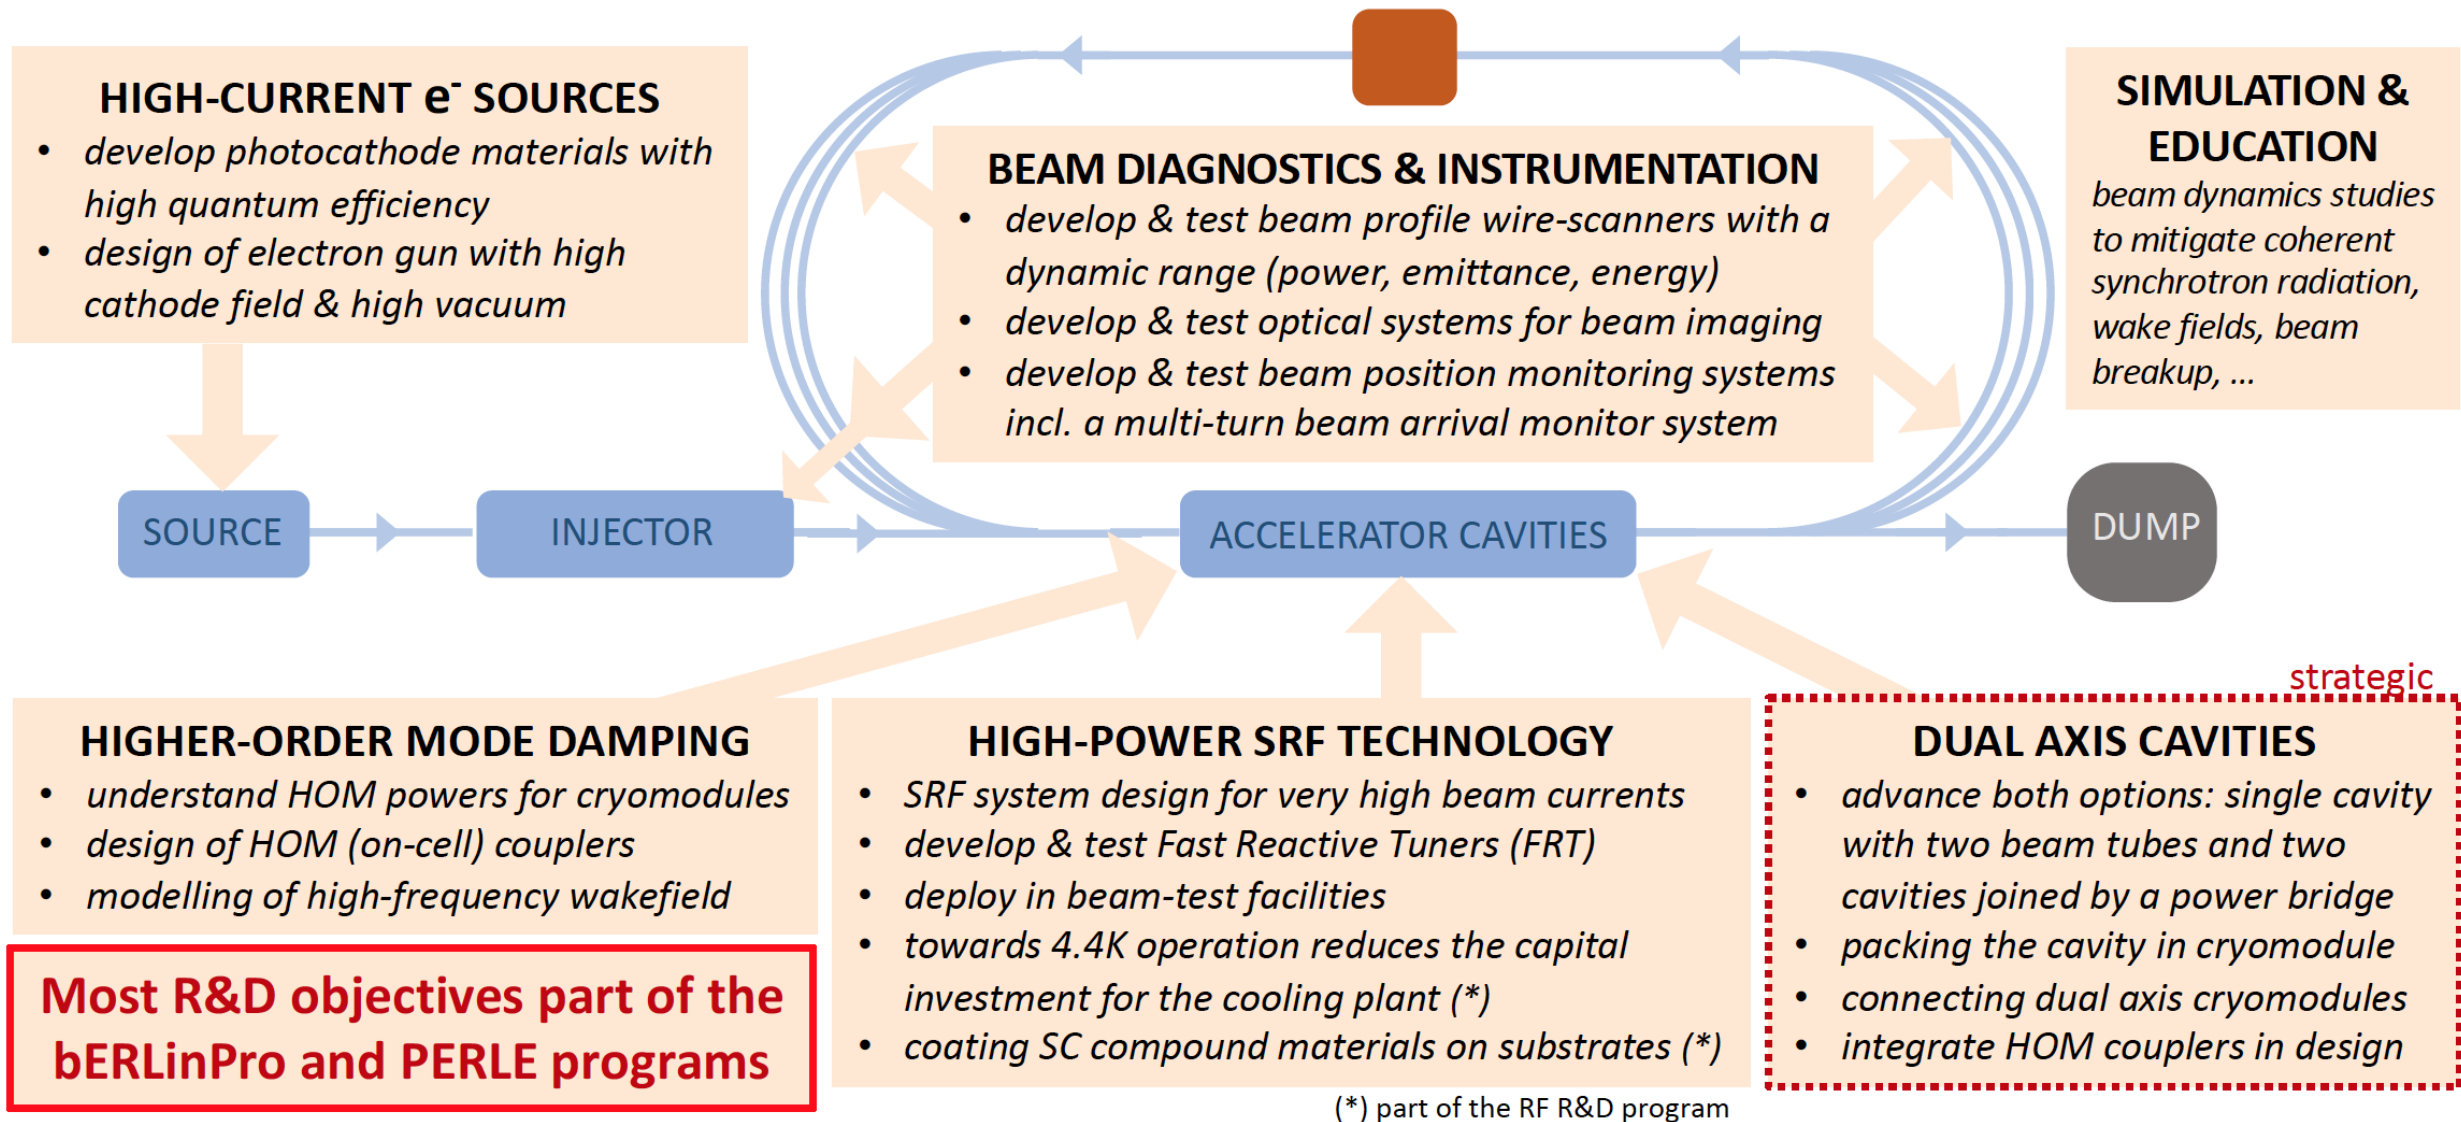 HIGH-CURRENT e- SOURCES
• develop photocathode materials with
high quantum efficiency
• design of electron gun with high
cathode field & high vacuum
BEAM DIAGNOSTICS & INSTRUMENTATION
• develop & test beam profile wire-scanners with a
dynamic range (power, emittance, energy)
• develop & test optical systems for beam imaging
• develop & test beam position monitoring systems
incl. a multi-turn beam arrival monitor system
SIMULATION &
EDUCATION
beam dynamics studies
to mitigate coherent
synchrotron radiation,
wake fields, beam
breakup, ...
SOURCE
INJECTOR
ACCELERATOR CAVITIES
DUMP
HIGHER-ORDER MODE DAMPING
• understand HOM powers for cryomodules
• design of HOM (on-cell) couplers
• modelling of high-frequency wakefield
Most R&D objectives part of the
bERLinPro and PERLE programs
HIGH-POWER SRF TECHNOLOGY
• SRF system design for very high beam currents
• develop & test Fast Reactive Tuners (FRT)
• deploy in beam-test facilities
• towards 4.4K operation reduces the capital
investment for the cooling plant (*)
• coating SC compound materials on substrates (*)
(*) part of the RF R&D program
strategic
DUAL AXIS CAVITIES
• advance both options: single cavity
with two beam tubes and two
cavities joined by a power bridge
• packing the cavity in cryomodule
• connecting dual axis cryomodules
• integrate HOM couplers in design